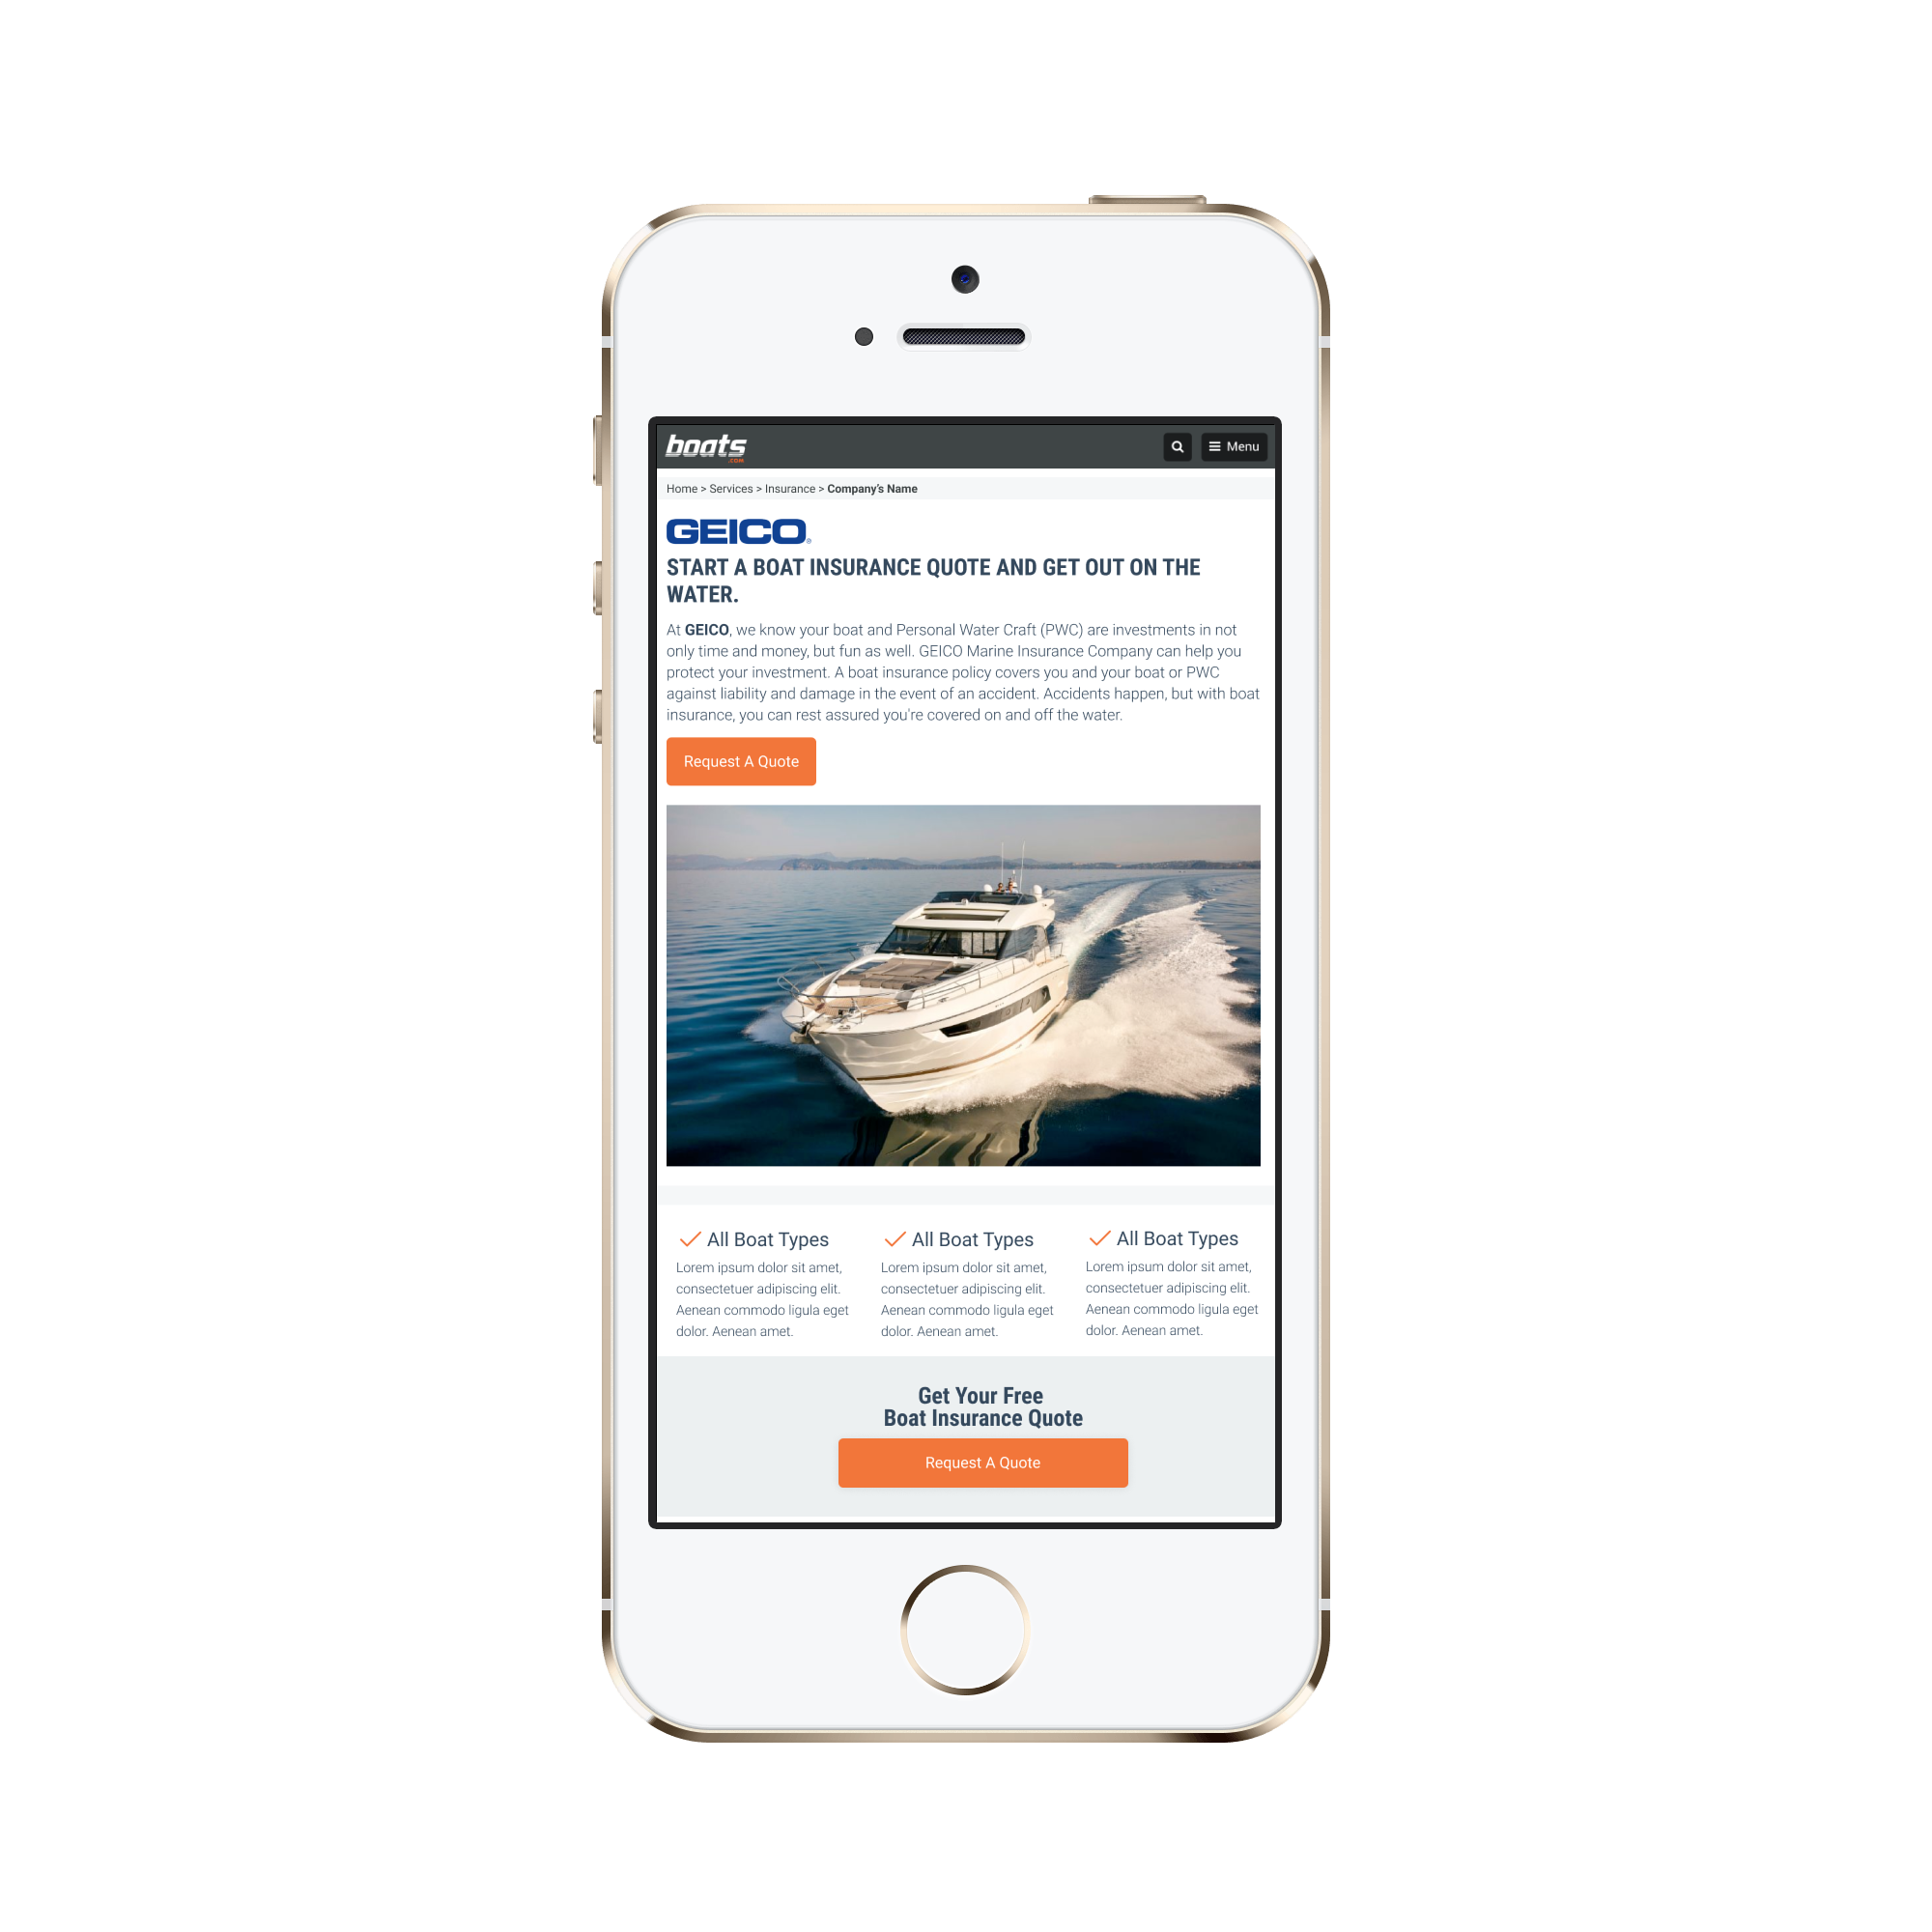 boats
.com
Menu
Home > Services > Insurance > Company's Name
GEICO®
START A BOAT INSURANCE QUOTE AND GET OUT ON THE
WATER.
At GEICO, we know your boat and Personal Water Craft (PWC) are investments in not
only time and money, but fun as well. GEICO Marine Insurance Company can help you
protect your investment. A boat insurance policy covers you and your boat or PWC
against liability and damage in the event of an accident. Accidents happen, but with boat
insurance, you can rest assured you're covered on and off the water.
Request A Quote
All Boat Types
Lorem ipsum dolor sit amet,
consectetuer adipiscing elit.
Aenean commodo ligula eget
dolor. Aenean amet.
All Boat Types
Lorem ipsum dolor sit amet,
consectetuer adipiscing elit.
Aenean commodo ligula eget
dolor. Aenean amet.
All Boat Types
Lorem ipsum dolor sit amet,
consectetuer adipiscing elit.
Aenean commodo ligula eget
dolor. Aenean amet.
Get Your Free
Boat Insurance Quote
Request A Quote